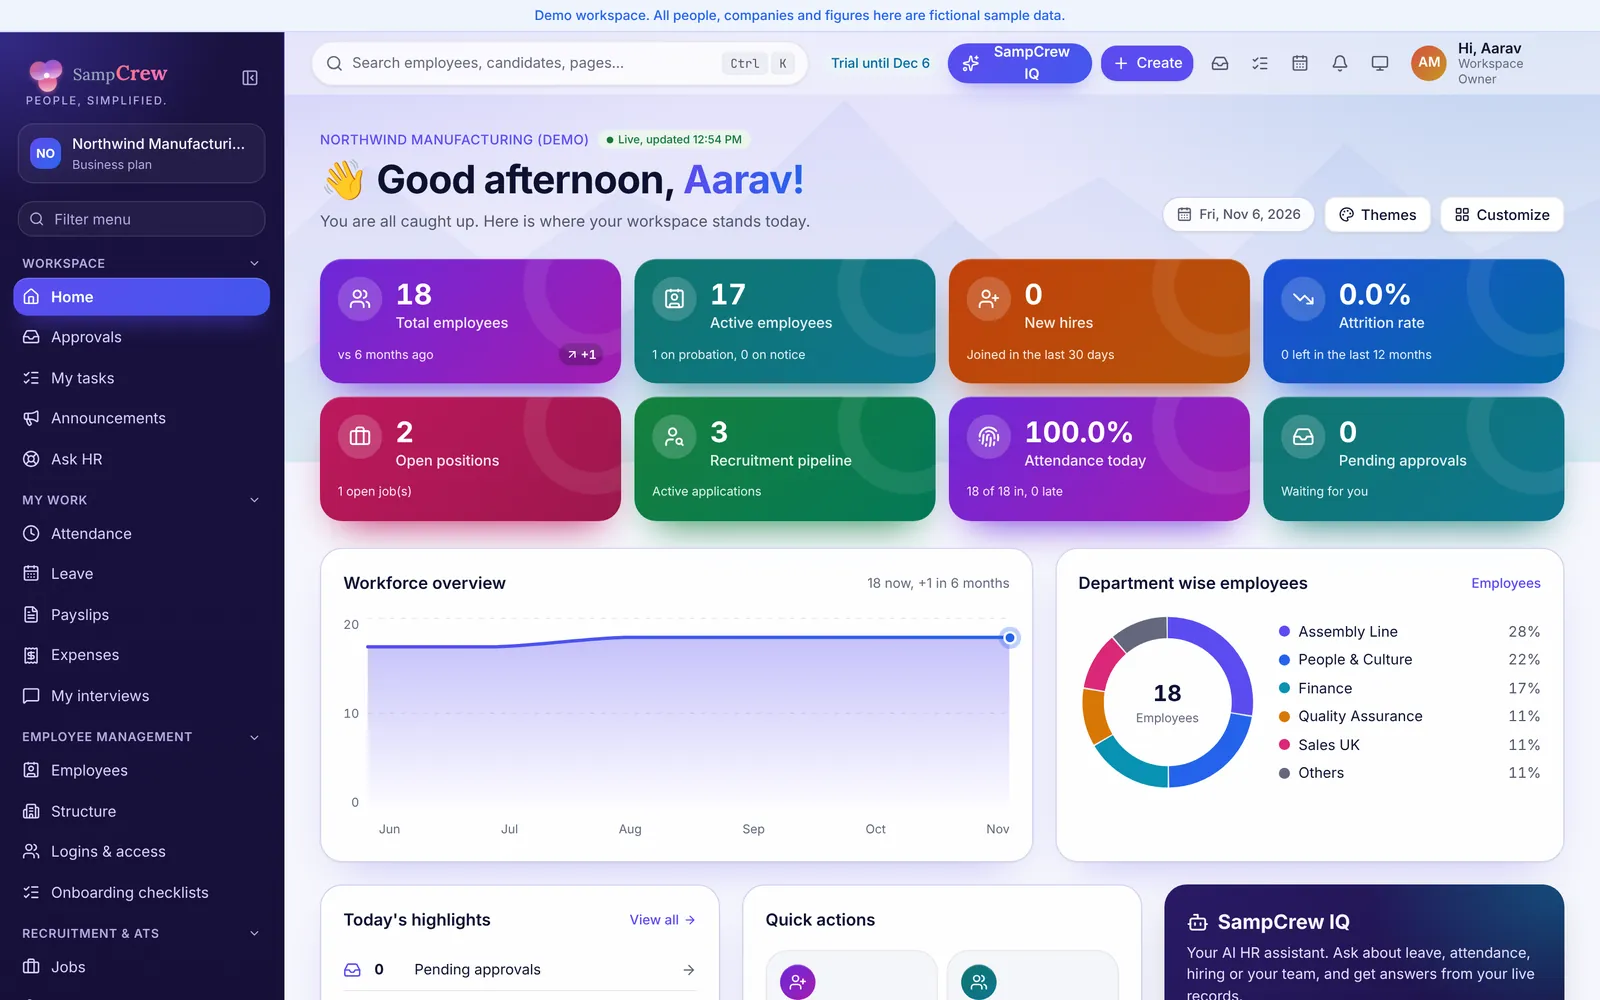 Demo workspace. All people, companies and figures here are fictional sample data.
SampCrew
PEOPLE, SIMPLIFIED.
NO
Northwind Manufacturi...
Business plan
Filter menu
WORKSPACE
Home
Approvals
My tasks
Announcements
Ask HR
MY WORK
Attendance
Leave
Payslips
Expenses
My interviews
EMPLOYEE MANAGEMENT
Employees
Structure
Logins & access
Onboarding checklists
RECRUITMENT & ATS
Jobs
Search employees, candidates, pages...
Ctrl K
Trial until Dec 6
SampCrew IQ
Create
AM
Hi, Aarav
Workspace Owner
NORTHWIND MANUFACTURING (DEMO)
Live, updated 12:54 PM
👋 Good afternoon, Aarav!
You are all caught up. Here is where your workspace stands today.
Fri, Nov 6, 2026
Themes
Customize
18
Total employees
vs 6 months ago
+1
17
Active employees
1 on probation, 0 on notice
0
New hires
Joined in the last 30 days
0.0%
Attrition rate
0 left in the last 12 months
2
Open positions
1 open job(s)
3
Recruitment pipeline
Active applications
100.0%
Attendance today
18 of 18 in, 0 late
0
Pending approvals
Waiting for you
Workforce overview
18 now, +1 in 6 months
20
10
0
Jun Jul Aug Sep Oct Nov
Department wise employees
Employees
18
Employees
Assembly Line 28%
People & Culture 22%
Finance 17%
Quality Assurance 11%
Sales UK 11%
Others 11%
Today's highlights
View all →
0 Pending approvals →
Quick actions
SampCrew IQ
Your AI HR assistant. Ask about leave, attendance,
hiring or your team, and get answers from your live
records.